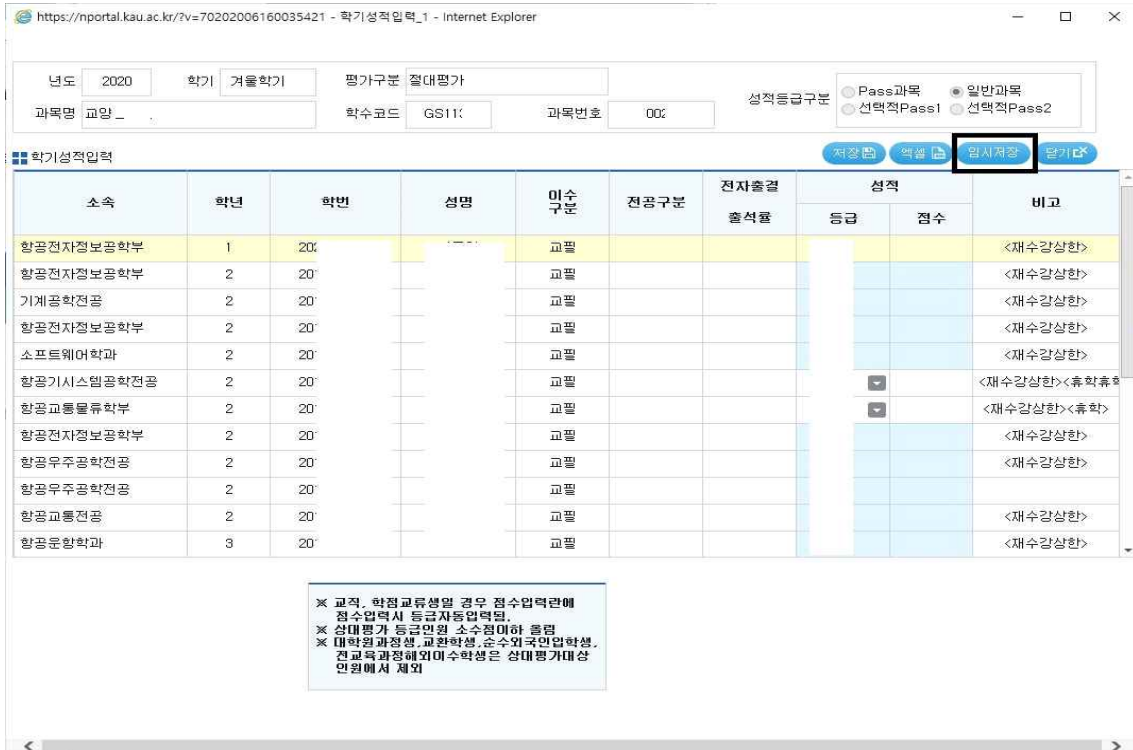 https://nportal.kau.ac.kr/?v=70202006160035421 - 학기성적입력_1 - Internet Explorer
년도 2020 학기 겨울학기 평가구분 절대평가
과목명 교양_ 학수코드 GS11 과목번호 002
성적등급구분 Pass과목 일반과목
선택적Pass1 선택적Pass2
학기성적입력 저장 엑셀 임시저장 닫기
소속 학년 학번 성명 이수구분 전공구분 전자출결 출석률 성적 등급 점수 비고
항공전자정보공학부 1 202 교필 <재수강상한>
항공전자정보공학부 2 20 교필 <재수강상한>
기계공학전공 2 20 교필 <재수강상한>
항공전자정보공학부 2 20 교필 <재수강상한>
소프트웨어학과 2 20 교필 <재수강상한>
항공기시스템공학전공 2 20 교필 <재수강상한><휴학휴학
항공교통물류학부 2 20 교필 <재수강상한><휴학>
항공전자정보공학부 2 20 교필 <재수강상한>
항공우주공학전공 2 20 교필 <재수강상한>
항공우주공학전공 2 20 교필
항공교통전공 2 20 교필 <재수강상한>
항공운항학과 3 20 교필 <재수강상한>
※ 교직, 학점교류생일 경우 점수입력란에
점수입력시 등급자동입력됨.
※ 상대평가 등급인원 소수점이하 올림
※ 대학원과정생,교환학생,순수외국인입학생,
전교육과정해외이수학생은 상대평가대상
인원에서 제외